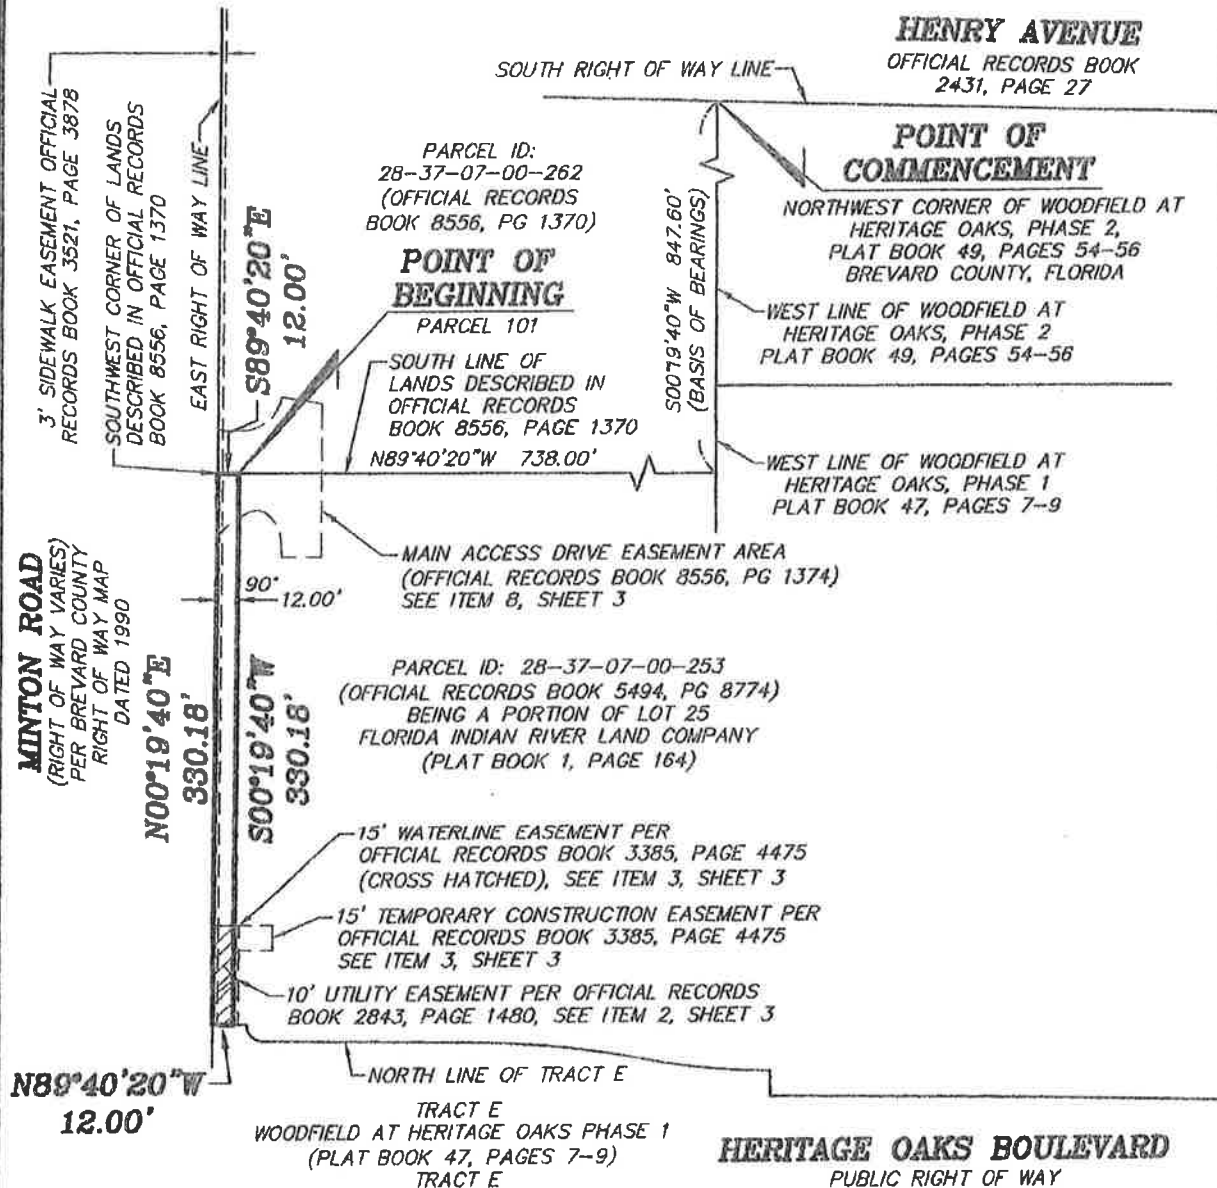 HENRY AVENUE
OFFICIAL RECORDS BOOK
2431, PAGE 27
SOUTH RIGHT OF WAY LINE
POINT OF
COMMENCEMENT
NORTHWEST CORNER OF WOODFIELD AT
HERITAGE OAKS, PHASE 2,
PLAT BOOK 49, PAGES 54-56
BREVARD COUNTY, FLORIDA
WEST LINE OF WOODFIELD AT
HERITAGE OAKS, PHASE 2
PLAT BOOK 49, PAGES 54-56
WEST LINE OF WOODFIELD AT
HERITAGE OAKS, PHASE 1
PLAT BOOK 47, PAGES 7-9
S00°19'40"W 847.60'
(BASIS OF BEARINGS)
3' SIDEWALK EASEMENT OFFICIAL
RECORDS BOOK 3521, PAGE 3878
SOUTHWEST CORNER OF LANDS
DESCRIBED IN OFFICIAL RECORDS
BOOK 8556, PAGE 1370
EAST RIGHT OF WAY LINE
S89°40'20"E
12.00'
PARCEL ID:
28-37-07-00-262
(OFFICIAL RECORDS
BOOK 8556, PG 1370)
POINT OF
BEGINNING
PARCEL 101
SOUTH LINE OF
LANDS DESCRIBED IN
OFFICIAL RECORDS
BOOK 8556, PAGE 1370
N89°40'20"W 738.00'
MAIN ACCESS DRIVE EASEMENT AREA
(OFFICIAL RECORDS BOOK 8556, PG 1374)
SEE ITEM 8, SHEET 3
90°
12.00'
MINTON ROAD
(RIGHT OF WAY VARIES)
PER BREVARD COUNTY
RIGHT OF WAY MAP
DATED 1990
N00°19'40"E
330.18'
S00°19'40"W
330.18'
PARCEL ID: 28-37-07-00-253
(OFFICIAL RECORDS BOOK 5494, PG 8774)
BEING A PORTION OF LOT 25
FLORIDA INDIAN RIVER LAND COMPANY
(PLAT BOOK 1, PAGE 164)
15' WATERLINE EASEMENT PER
OFFICIAL RECORDS BOOK 3385, PAGE 4475
(CROSS HATCHED), SEE ITEM 3, SHEET 3
15' TEMPORARY CONSTRUCTION EASEMENT PER
OFFICIAL RECORDS BOOK 3385, PAGE 4475
SEE ITEM 3, SHEET 3
10' UTILITY EASEMENT PER OFFICIAL RECORDS
BOOK 2843, PAGE 1480, SEE ITEM 2, SHEET 3
N89°40'20"W
12.00'
NORTH LINE OF TRACT E
TRACT E
WOODFIELD AT HERITAGE OAKS PHASE 1
(PLAT BOOK 47, PAGES 7-9)
TRACT E
HERITAGE OAKS BOULEVARD
PUBLIC RIGHT OF WAY